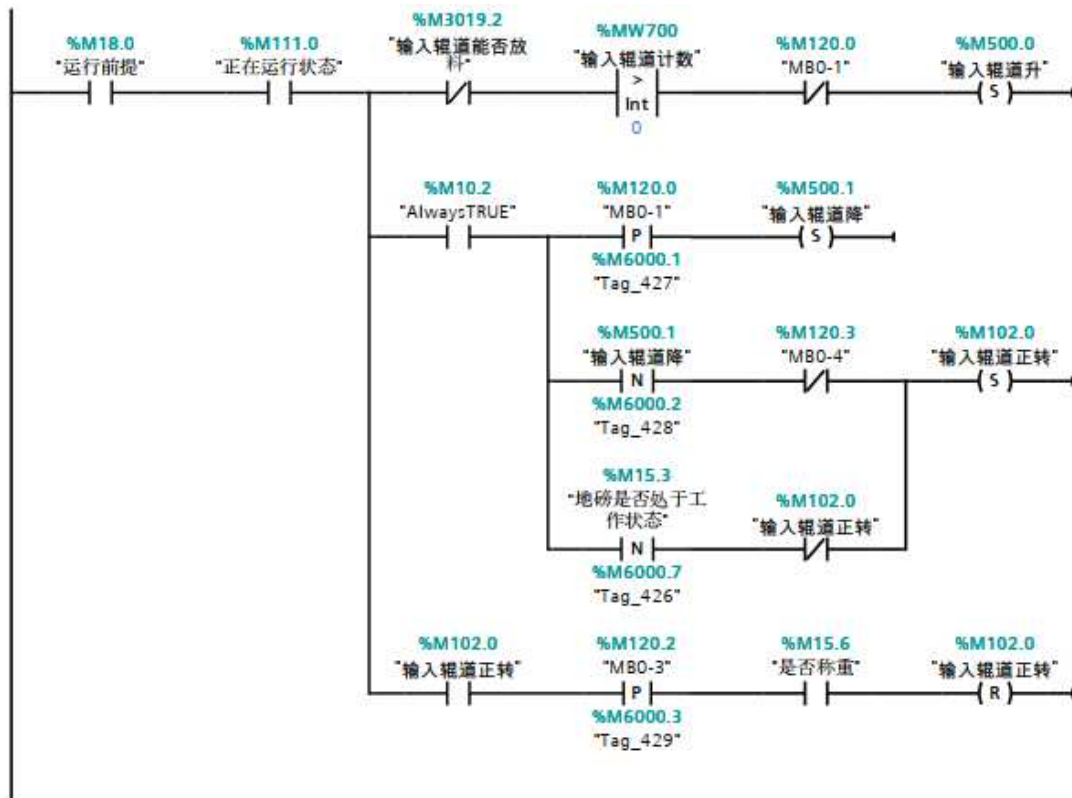 %M18.0
"运行前提"
%M111.0
"正在运行状态"
%M3019.2
"输入辊道能否放
料"
%MW700
"输入辊道计数"
>
Int
0
%M120.0
"MB0-1"
%M500.0
"输入辊道升"
S
%M10.2
"AlwaysTRUE"
%M120.0
"MB0-1"
P
%M6000.1
"Tag_427"
%M500.1
"输入辊道降"
S
%M500.1
"输入辊道降"
N
%M6000.2
"Tag_428"
%M120.3
"MB0-4"
%M102.0
"输入辊道正转"
S
%M15.3
"地磅是否处于工
作状态"
N
%M6000.7
"Tag_426"
%M102.0
"输入辊道正转"
%M102.0
"输入辊道正转"
%M120.2
"MB0-3"
P
%M6000.3
"Tag_429"
%M15.6
"是否称重"
%M102.0
"输入辊道正转"
R